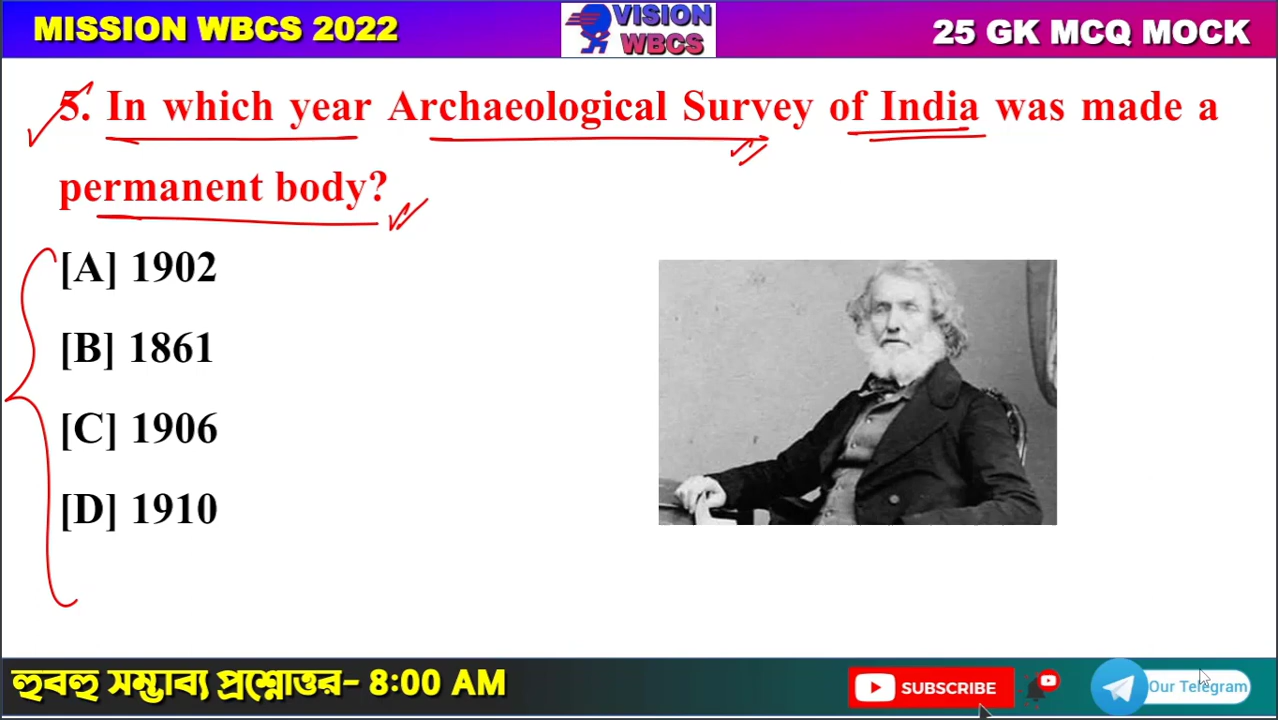 MISSION WBCS 2022
VISION
WBCS
25 GK MCQ MOCK
5. In which year Archaeological Survey of India was made a
permanent body?
[A] 1902
[B] 1861
[C] 1906
[D] 1910
হুবহু সম্ভাব্য প্রশ্নোত্তর- 8:00 AM
SUBSCRIBE
Our Telegram